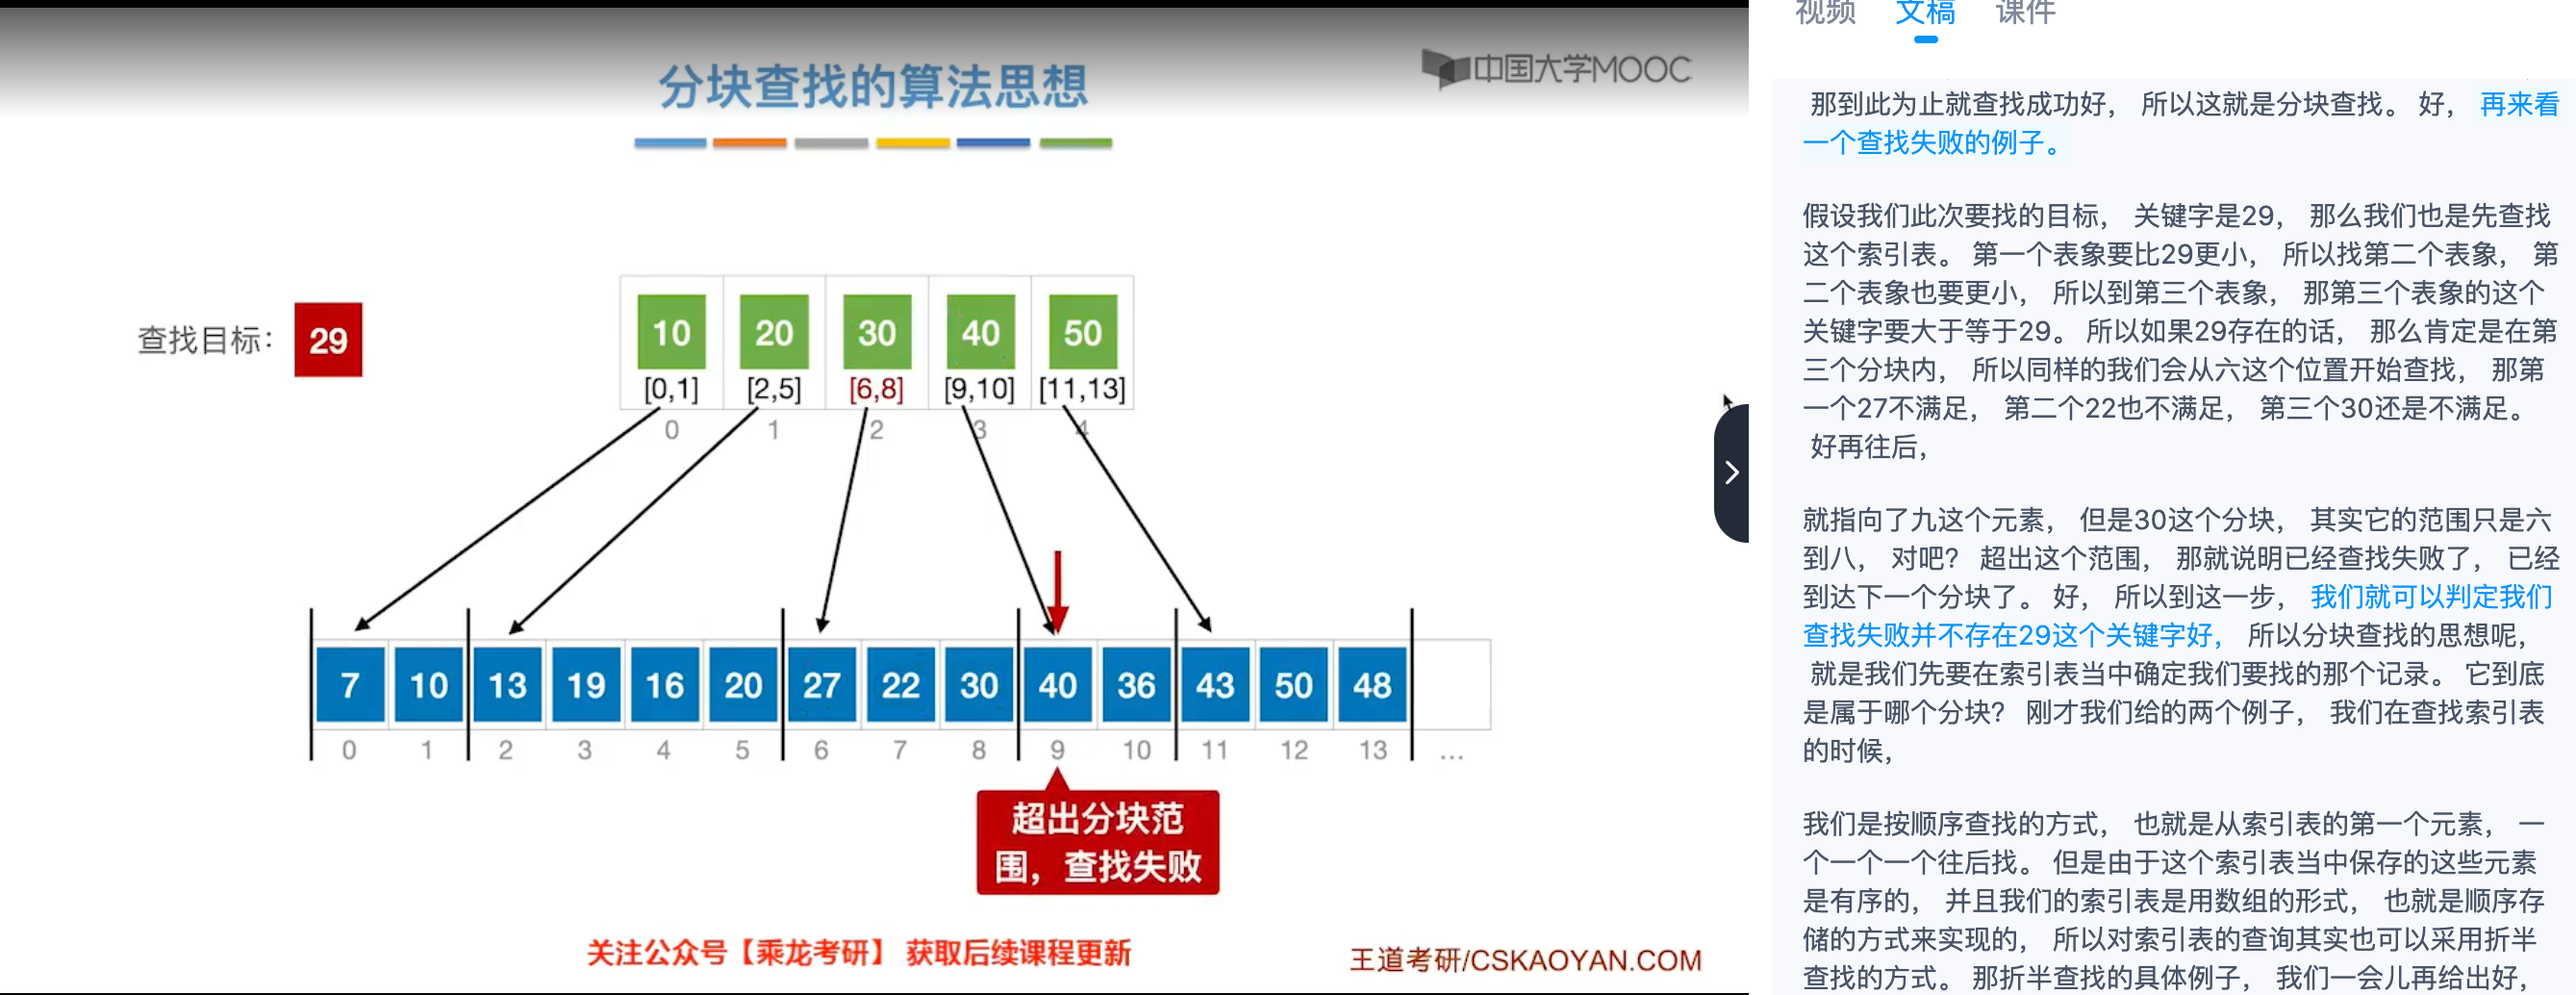 分块查找的算法思想
中国大学MOOC
查找目标：
29
10 20 30 40 50
[0,1] [2,5] [6,8] [9,10] [11,13]
0 1 2 3 4
7 10 13 19 16 20 27 22 30 40 36 43 50 48
0 1 2 3 4 5 6 7 8 9 10 11 12 13 ...
超出分块范
围，查找失败
关注公众号【乘龙考研】 获取后续课程更新
王道考研/CSKAOYAN.COM
视频 文稿 课件
那到此为止就查找成功好， 所以这就是分块查找。 好， 再来看
一个查找失败的例子。
假设我们此次要找的目标， 关键字是29， 那么我们也是先查找
这个索引表。 第一个表象要比29更小， 所以找第二个表象， 第
二个表象也要更小， 所以到第三个表象， 那第三个表象的这个
关键字要大于等于29。 所以如果29存在的话， 那么肯定是在第
三个分块内， 所以同样的我们会从六这个位置开始查找， 那第
一个27不满足， 第二个22也不满足， 第三个30还是不满足。
好再往后，
就指向了九这个元素， 但是30这个分块， 其实它的范围只是六
到八， 对吧？ 超出这个范围， 那就说明已经查找失败了， 已经
到达下一个分块了。 好， 所以到这一步， 我们就可以判定我们
查找失败并不存在29这个关键字好， 所以分块查找的思想呢，
就是我们先要在索引表当中确定我们要找的那个记录。 它到底
是属于哪个分块？ 刚才我们给的两个例子， 我们在查找索引表
的时候，
我们是按顺序查找的方式， 也就是从索引表的第一个元素， 一
个一个一个往后找。 但是由于这个索引表当中保存的这些元素
是有序的， 并且我们的索引表是用数组的形式， 也就是顺序存
储的方式来实现的， 所以对索引表的查询其实也可以采用折半
查找的方式。 那折半查找的具体例子， 我们一会儿再给出好，